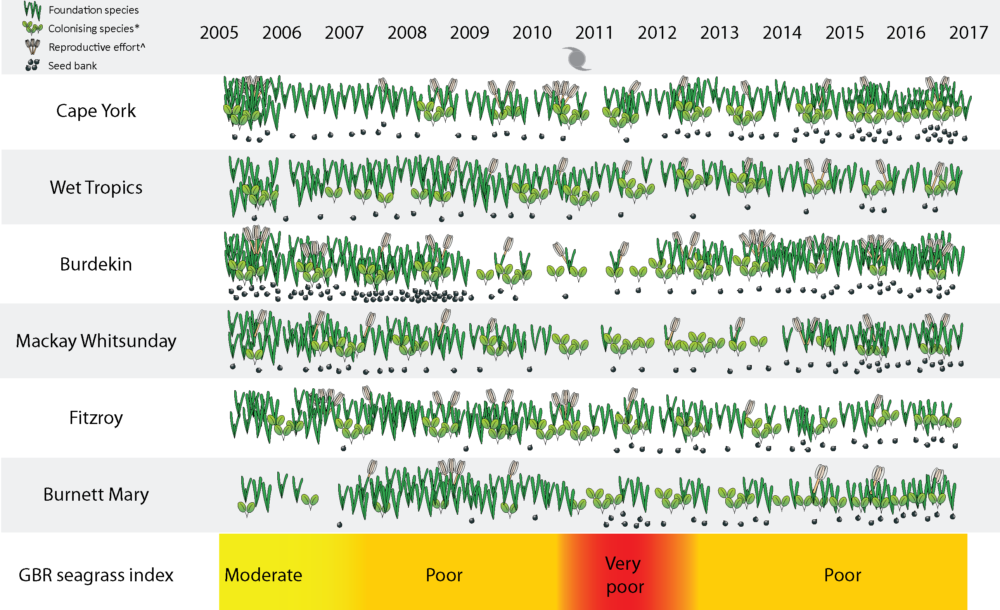 Foundation species
Colonising species*
Reproductive effort^
Seed bank
2005 2006 2007 2008 2009 2010 2011 2012 2013 2014 2015 2016 2017
Cape York
Wet Tropics
Burdekin
Mackay Whitsunday
Fitzroy
Burnett Mary
GBR seagrass index
Moderate
Poor
Very
poor
Poor